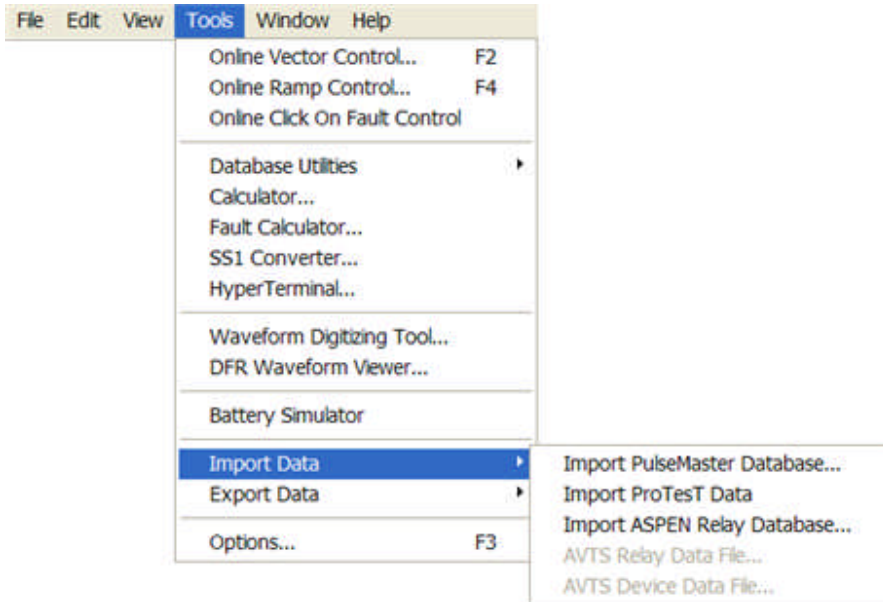 File Edit View Tools Window Help
Online Vector Control... F2
Online Ramp Control... F4
Online Click On Fault Control
Database Utilities
Calculator...
Fault Calculator...
SS1 Converter...
HyperTerminal...
Waveform Digitizing Tool...
DFR Waveform Viewer...
Battery Simulator
Import Data
Export Data
Options... F3
Import PulseMaster Database...
Import ProTesT Data
Import ASPEN Relay Database...
AVTS Relay Data File...
AVTS Device Data File...